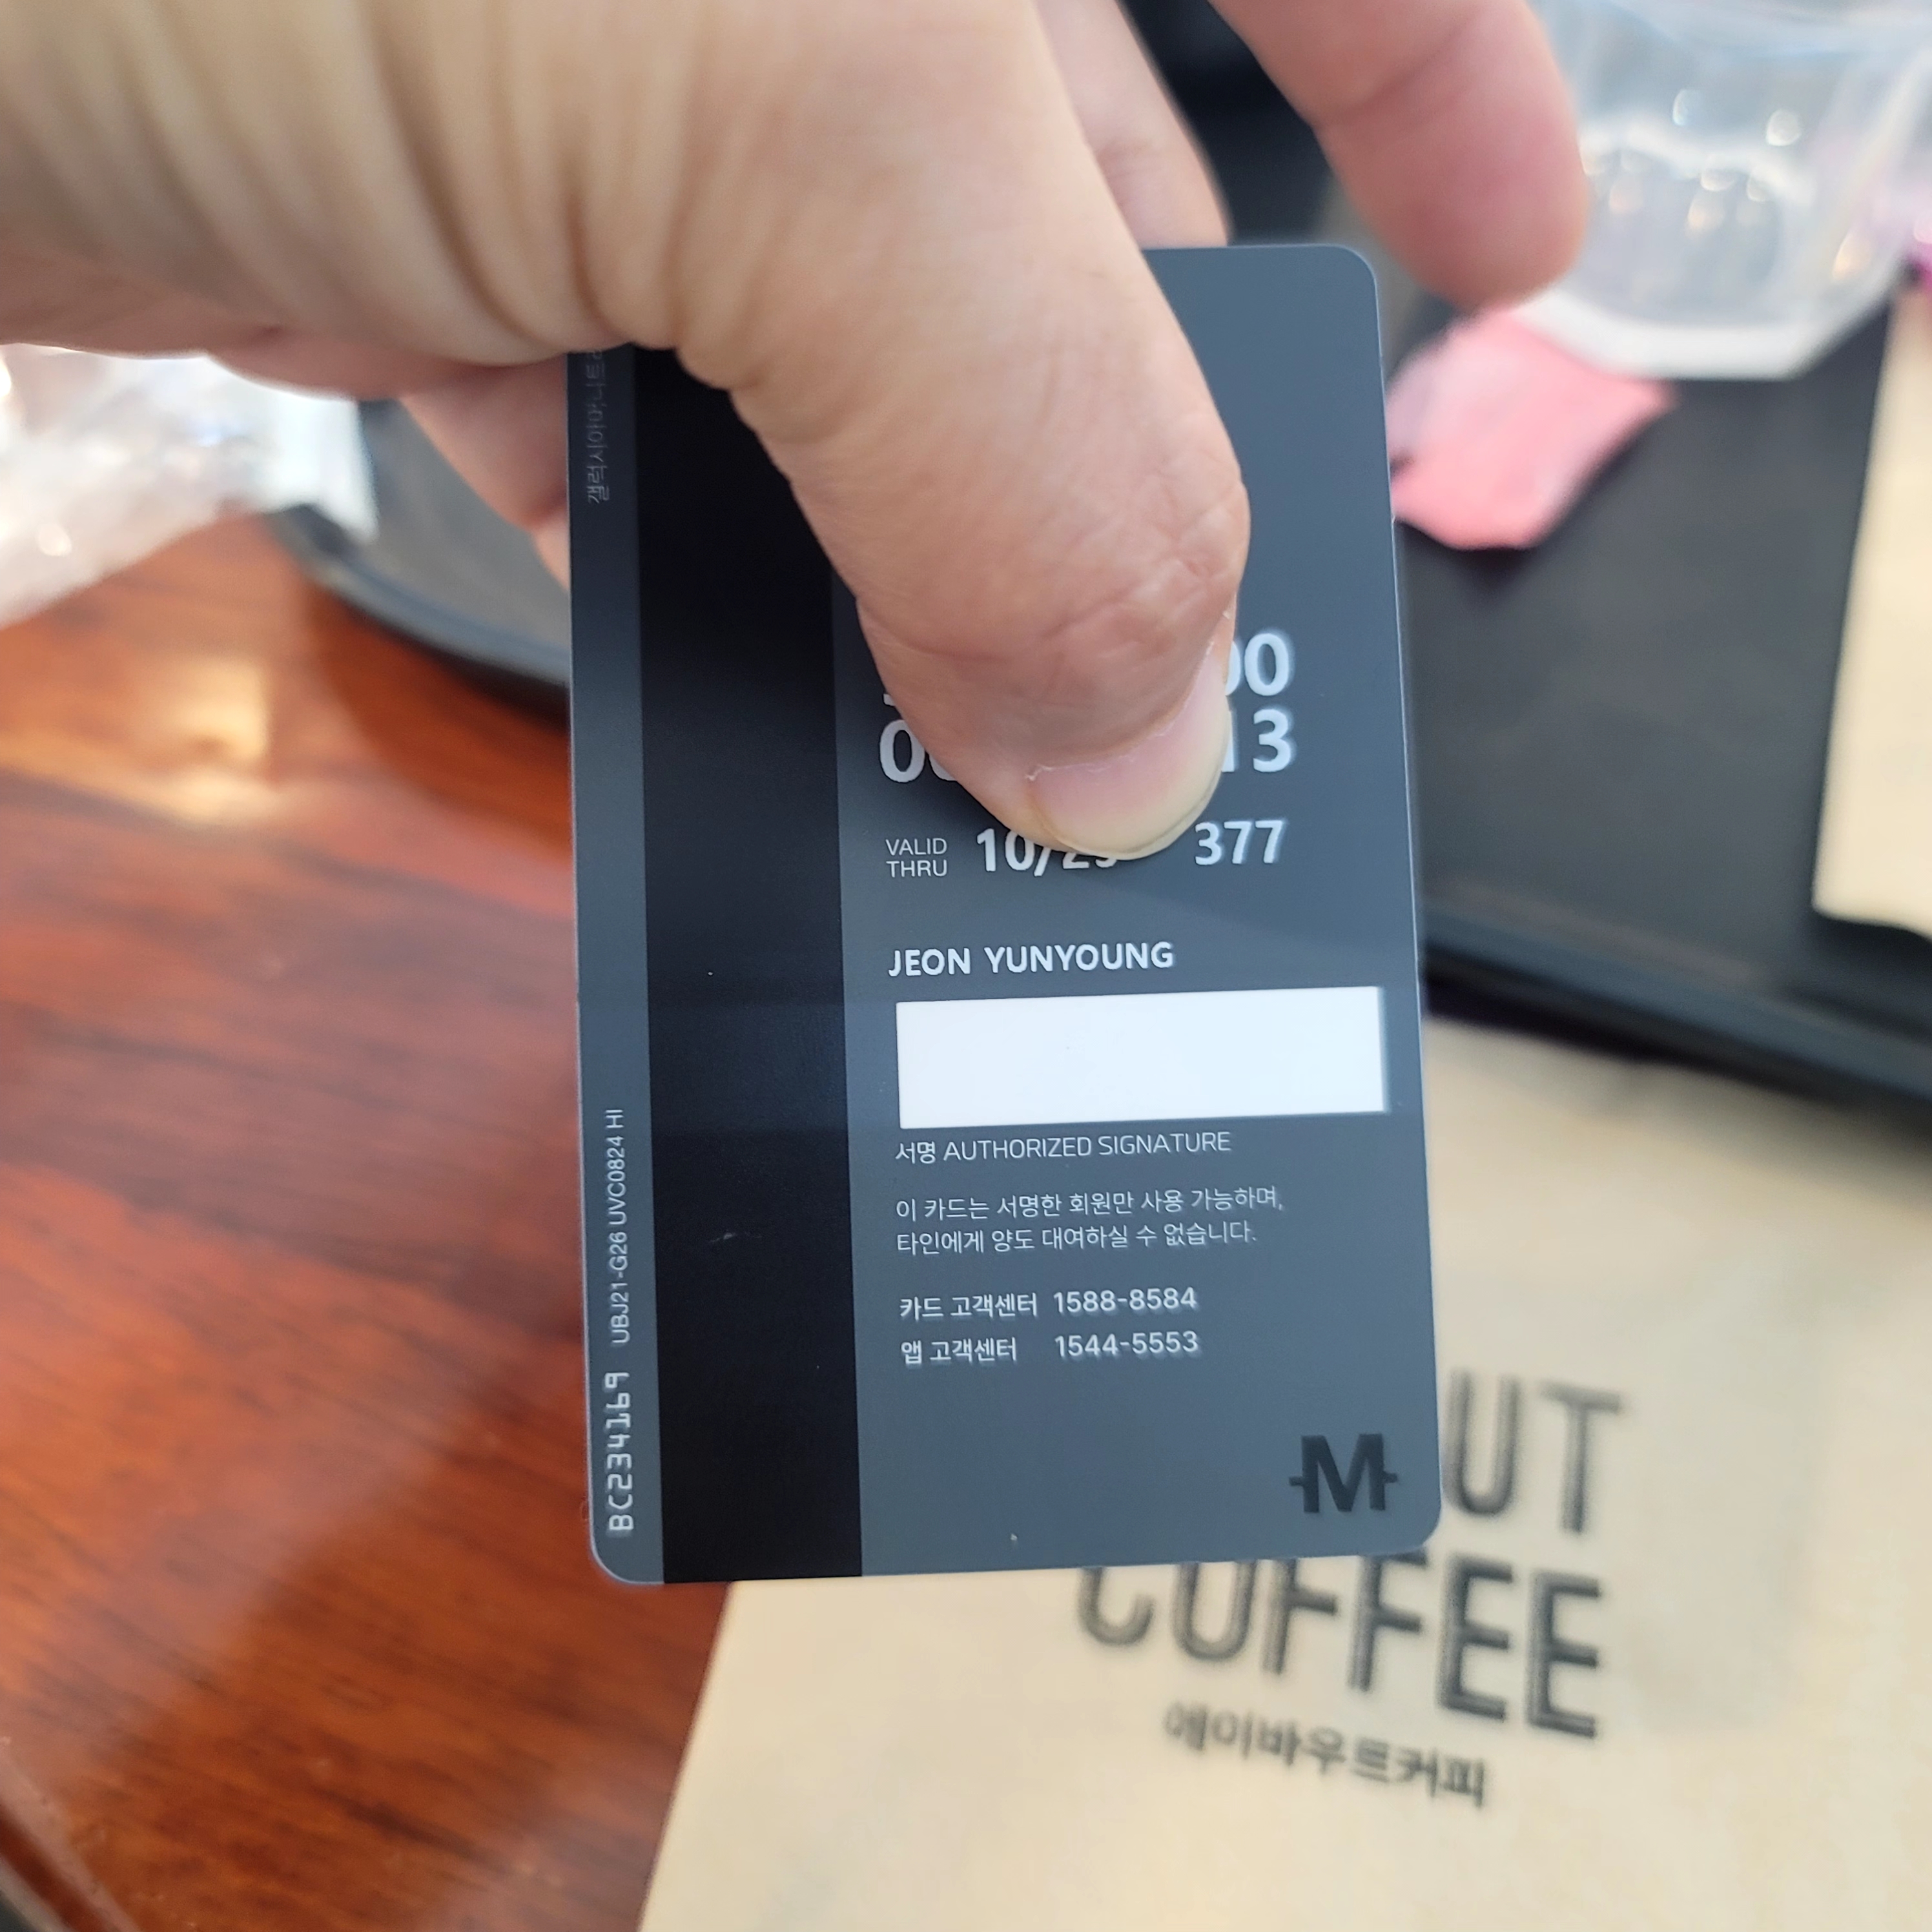 갤럭시아머니트리
VALID
THRU
377
JEON YUNYOUNG
서명 AUTHORIZED SIGNATURE
이 카드는 서명한 회원만 사용 가능하며,
타인에게 양도 대여하실 수 없습니다.
카드 고객센터 1588-8584
앱 고객센터 1544-5553
M
BC234169 UBJ21-G26 UVC0824 HI
COFFEE
에이바우트커피